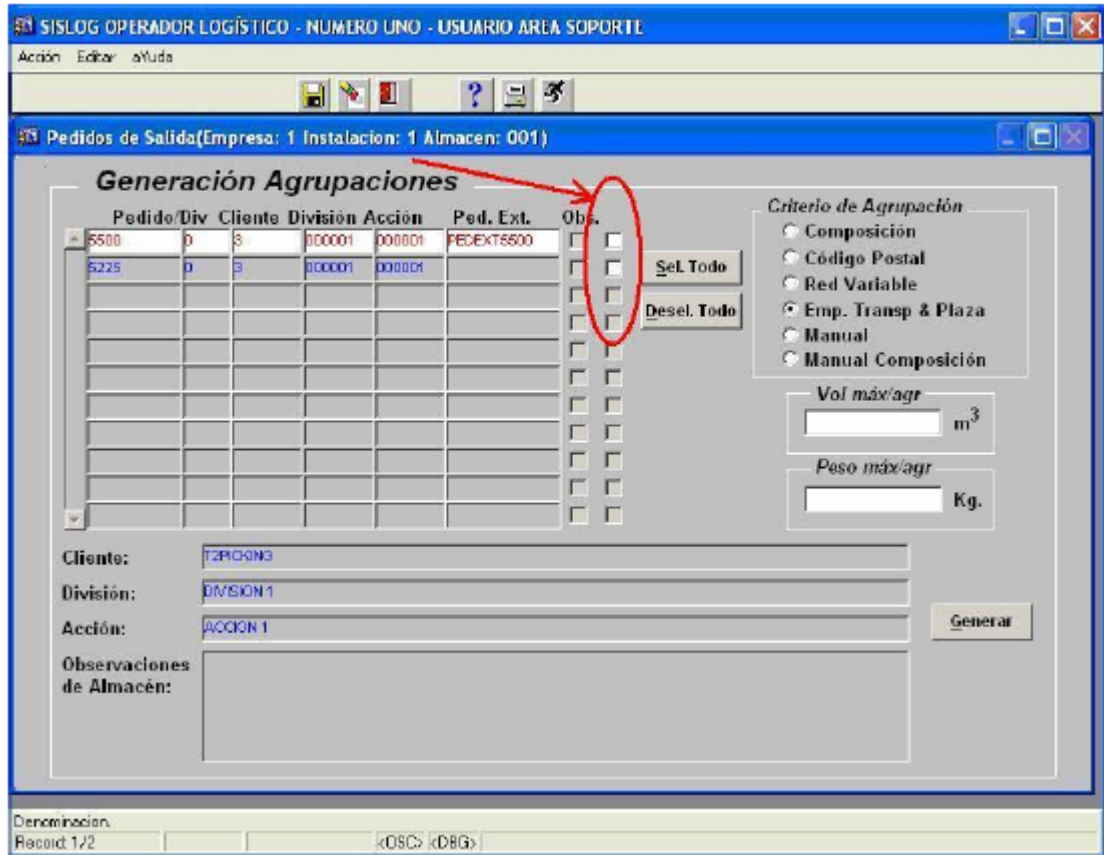 SISLOG OPERADOR LOGÍSTICO - NUMERO UNO - USUARIO AREA SOPORTE
Acción Editar aYuda
Pedidos de Salida(Empresa: 1 Instalacion: 1 Almacen: 001)
Generación Agrupaciones
Pedido/Div Cliente División Acción Ped. Ext. Obs.
5500 0 3 000001 000001 PEDEXT5500
5225 0 3 000001 000001
Sel. Todo
Desel. Todo
Criterio de Agrupación
Composición
Código Postal
Red Variable
Emp. Transp & Plaza
Manual
Manual Composición
Vol máx/agr
m3
Peso máx/agr
Kg.
Cliente: T2PICKING
División: DIVISION 1
Acción: ACCION 1
Generar
Observaciones
de Almacén:
Denominacion.
Record: 1/2 <OSC> <DBG>